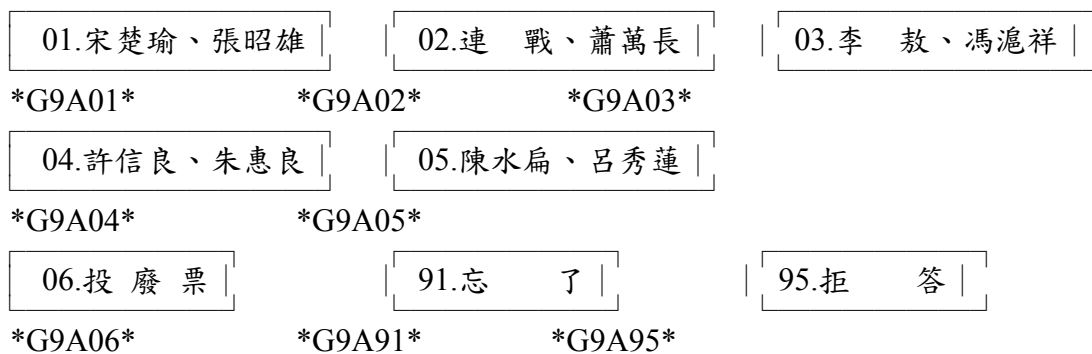 01.宋楚瑜、張昭雄 02.連 戰、蕭萬長 03.李 敖、馮滬祥
*G9A01* *G9A02* *G9A03*
04.許信良、朱惠良 05.陳水扁、呂秀蓮
*G9A04* *G9A05*
06.投 廢 票 91.忘 了 95.拒 答
*G9A06* *G9A91* *G9A95*